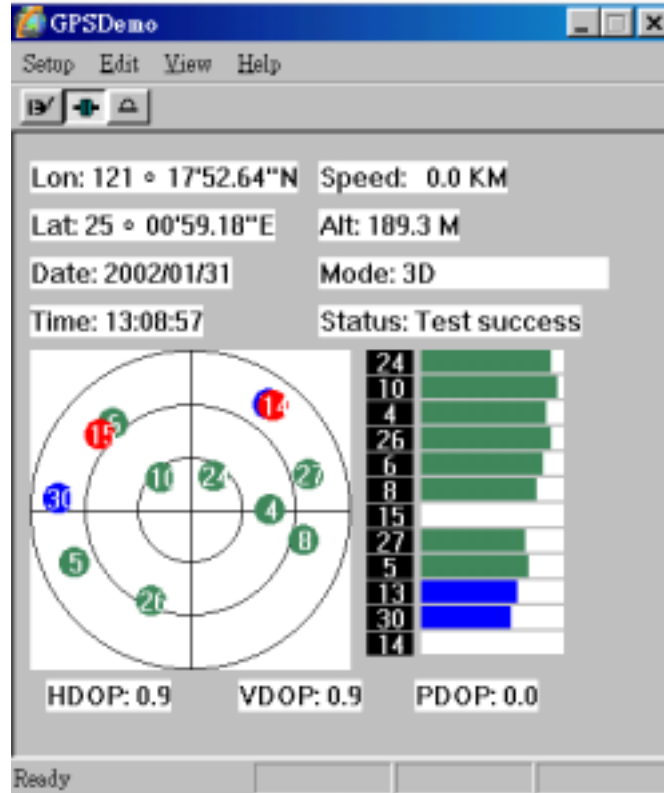 GPSDemo
Setup Edit View Help
Lon: 121 ° 17'52.64"N Speed: 0.0 KM
Lat: 25 ° 00'59.18"E Alt: 189.3 M
Date: 2002/01/31 Mode: 3D
Time: 13:08:57 Status: Test success
24
10
4
26
6
8
15
27
5
13
30
14
14
15
10
24
27
30
4
8
5
26
HDOP: 0.9 VDOP: 0.9 PDOP: 0.0
Ready